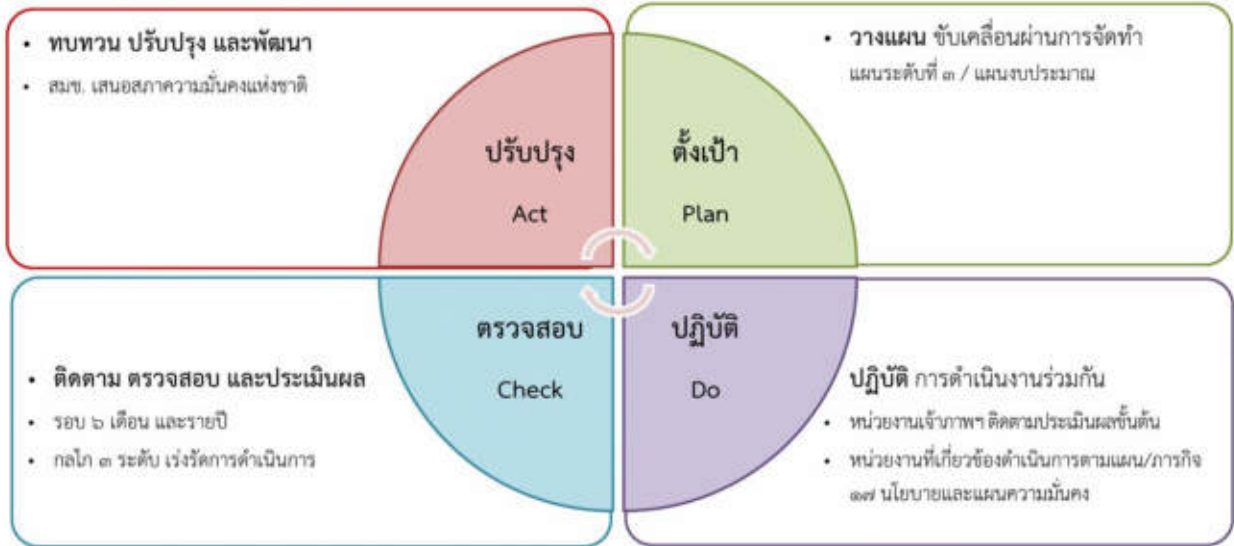 • ทบทวน ปรับปรุง และพัฒนา
• สมช. เสนอสภาความมั่นคงแห่งชาติ
ปรับปรุง
Act
• วางแผน ขับเคลื่อนผ่านการจัดทำ
แผนระดับที่ ๓ / แผนงบประมาณ
ตั้งเป้า
Plan
ตรวจสอบ
Check
• ติดตาม ตรวจสอบ และประเมินผล
• รอบ ๖ เดือน และรายปี
• กลไก ๓ ระดับ เร่งรัดการดำเนินการ
ปฏิบัติ
Do
• ปฏิบัติ การดำเนินงานร่วมกัน
• หน่วยงานเจ้าภาพฯ ติดตามประเมินผลขั้นต้น
• หน่วยงานที่เกี่ยวข้องดำเนินการตามแผน/ภารกิจ
๑๗ นโยบายและแผนความมั่นคง